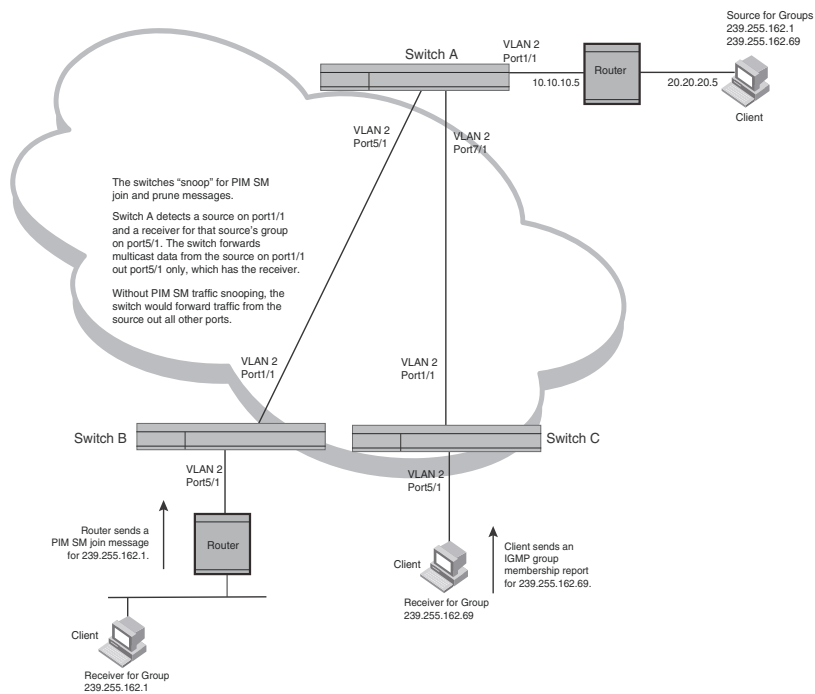 Source for Groups
239.255.162.1
239.255.162.69
VLAN 2
Port1/1
Switch A
Router
10.10.10.5
20.20.20.5
Client
VLAN 2
Port5/1
VLAN 2
Port7/1
The switches “snoop” for PIM SM
join and prune messages.
Switch A detects a source on port1/1
and a receiver for that source’s group
on port5/1. The switch forwards
multicast data from the source on port1/1
out port5/1 only, which has the receiver.
Without PIM SM traffic snooping, the
switch would forward traffic from the
source out all other ports.
VLAN 2
Port1/1
VLAN 2
Port1/1
Switch B
Switch C
VLAN 2
Port5/1
VLAN 2
Port5/1
Router sends a
PIM SM join message
for 239.255.162.1.
Router
Client
Client sends an
IGMP group
membership report
for 239.255.162.69.
Receiver for Group
239.255.162.69
Client
Receiver for Group
239.255.162.1